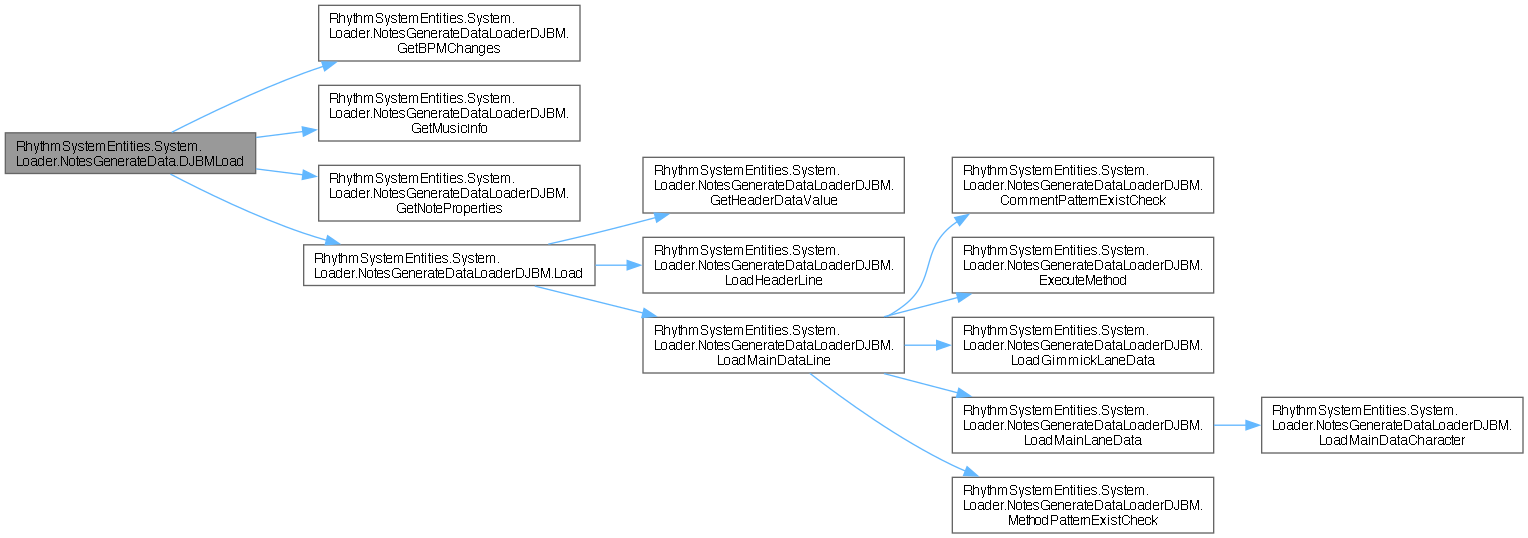 RhythmSystemEntities.System.
Loader.NotesGenerateData.DJBMLoad
RhythmSystemEntities.System.
Loader.NotesGenerateDataLoaderDJBM.
GetBPMChanges
RhythmSystemEntities.System.
Loader.NotesGenerateDataLoaderDJBM.
GetMusicInfo
RhythmSystemEntities.System.
Loader.NotesGenerateDataLoaderDJBM.
GetNoteProperties
RhythmSystemEntities.System.
Loader.NotesGenerateDataLoaderDJBM.Load
RhythmSystemEntities.System.
Loader.NotesGenerateDataLoaderDJBM.
GetHeaderDataValue
RhythmSystemEntities.System.
Loader.NotesGenerateDataLoaderDJBM.
LoadHeaderLine
RhythmSystemEntities.System.
Loader.NotesGenerateDataLoaderDJBM.
LoadMainDataLine
RhythmSystemEntities.System.
Loader.NotesGenerateDataLoaderDJBM.
CommentPatternExistCheck
RhythmSystemEntities.System.
Loader.NotesGenerateDataLoaderDJBM.
ExecuteMethod
RhythmSystemEntities.System.
Loader.NotesGenerateDataLoaderDJBM.
LoadGimmickLaneData
RhythmSystemEntities.System.
Loader.NotesGenerateDataLoaderDJBM.
LoadMainLaneData
RhythmSystemEntities.System.
Loader.NotesGenerateDataLoaderDJBM.
MethodPatternExistCheck
RhythmSystemEntities.System.
Loader.NotesGenerateDataLoaderDJBM.
LoadMainDataCharacter